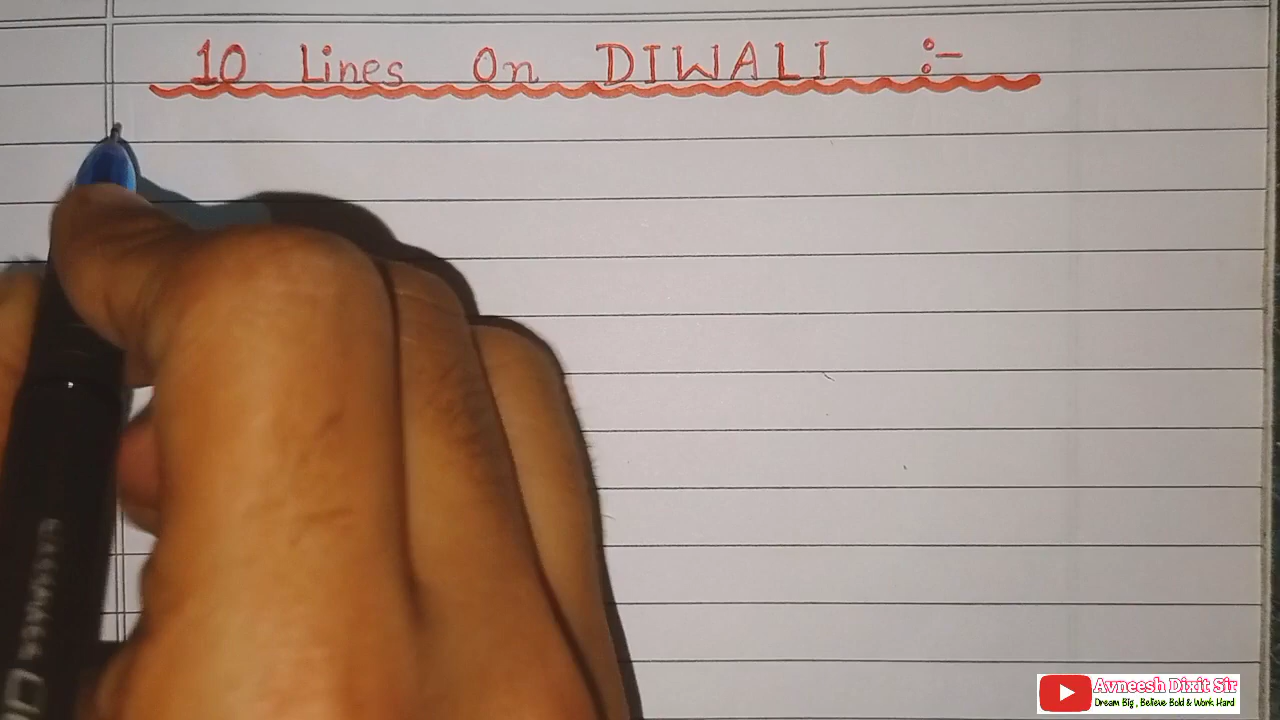 10 Lines On DIWALI :-
Avneesh Dixit Sir
Dream Big , Believe Bold & Work Hard